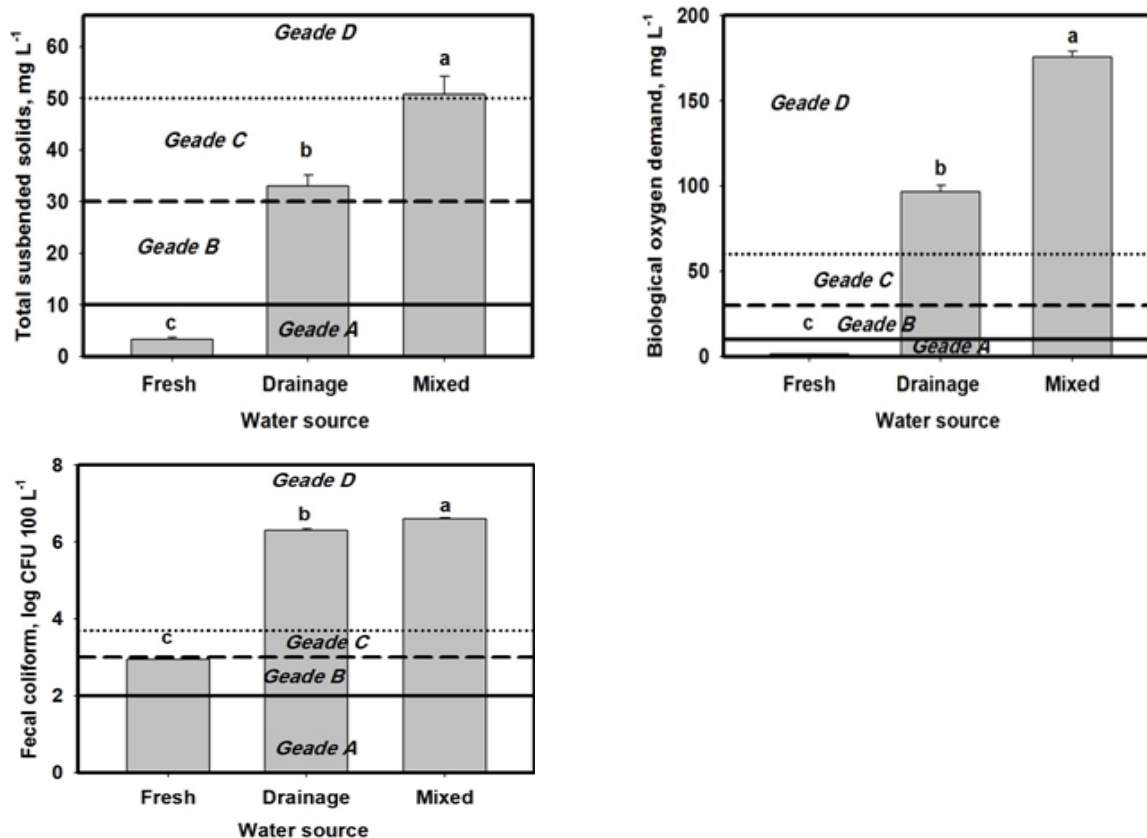 Total susbended solids, mg L-1
60
50
40
30
20
10
0
Geade D
Geade C
Geade B
Geade A
a
b
c
Fresh Drainage Mixed
Water source
Biological oxygen demand, mg L-1
200
150
100
50
0
Geade D
Geade C
Geade B
Geade A
a
b
c
Fresh Drainage Mixed
Water source
Fecal coliform, log CFU 100 L-1
8
6
4
2
0
Geade D
Geade C
Geade B
Geade A
a
b
c
Fresh Drainage Mixed
Water source